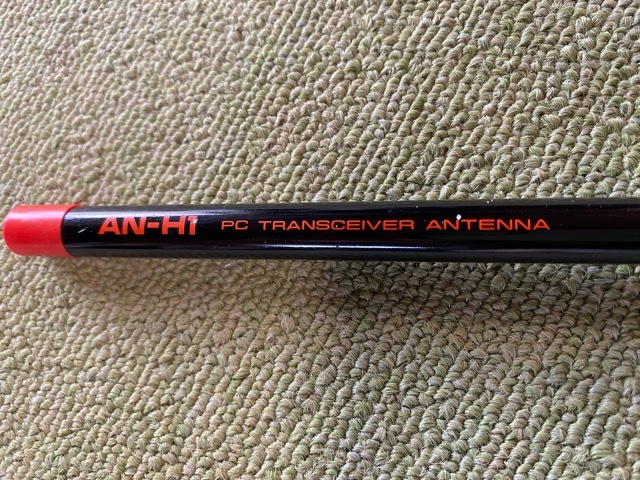 AN-H1 PC TRANSCEIVER ANTENNA